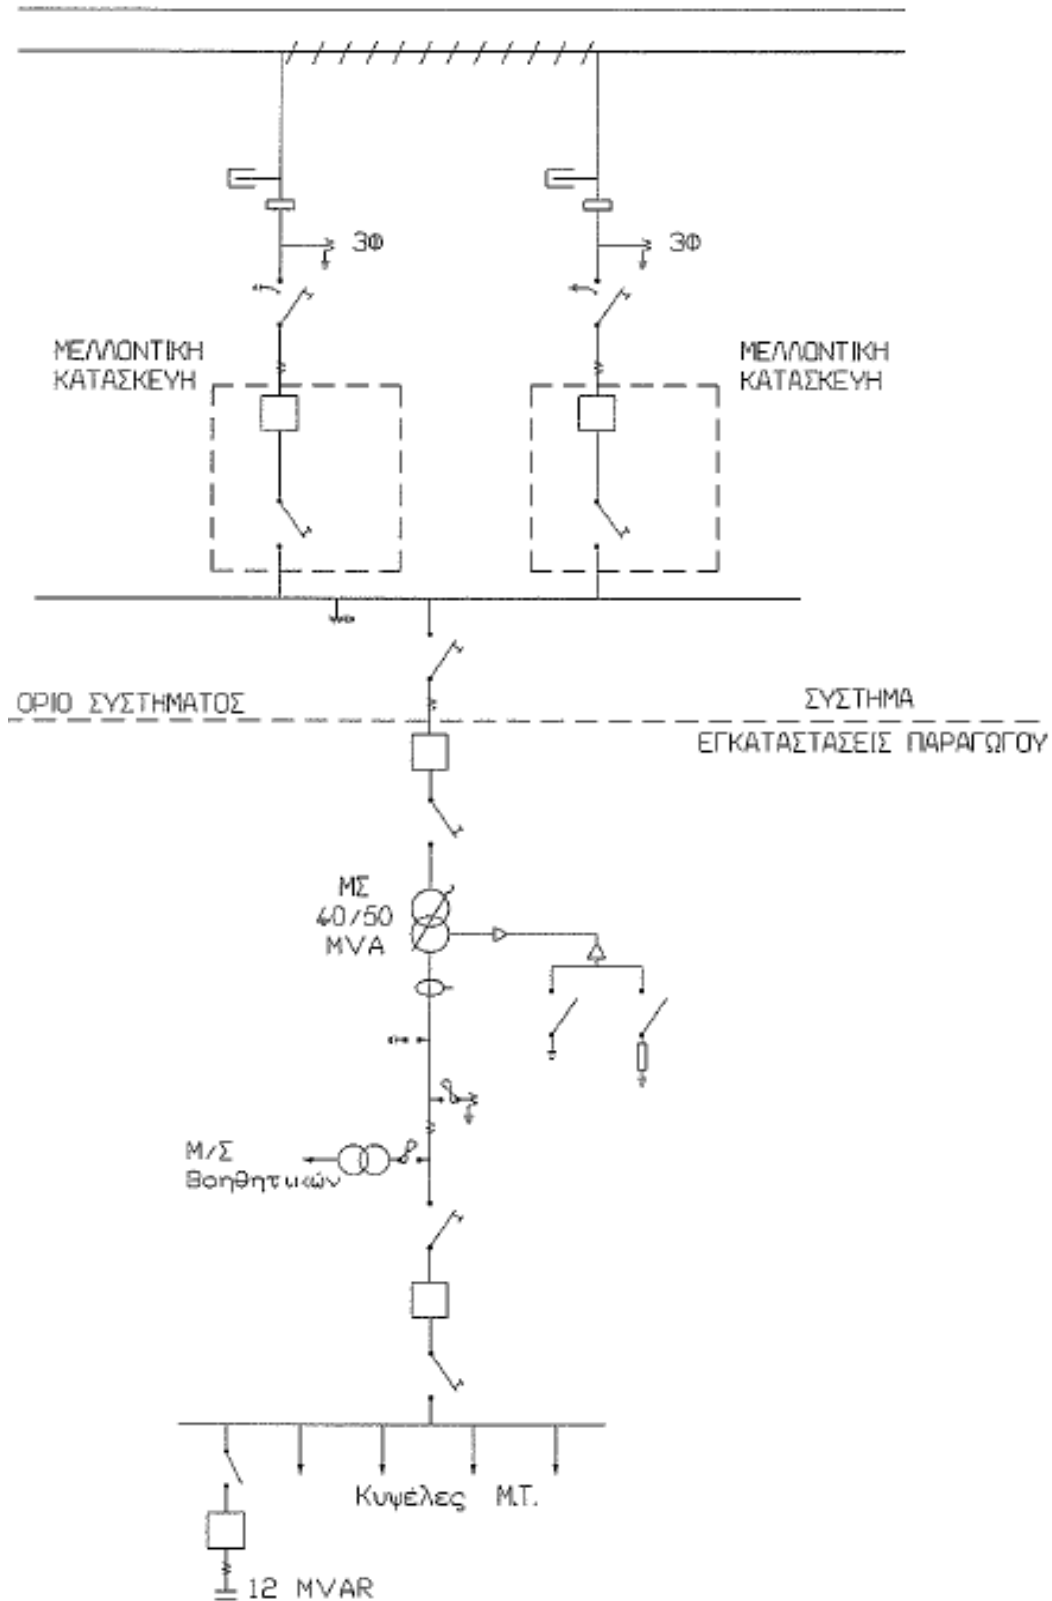 3Φ
3Φ
ΜΕΛΛΟΝΤΙΚΗ
ΚΑΤΑΣΚΕΥΗ
ΜΕΛΛΟΝΤΙΚΗ
ΚΑΤΑΣΚΕΥΗ
ΟΡΙΟ ΣΥΣΤΗΜΑΤΟΣ
ΣΥΣΤΗΜΑ
ΕΓΚΑΤΑΣΤΑΣΕΙΣ ΠΑΡΑΓΩΓΟΥ
ΜΣ
40/50
MVA
Μ/Σ
Βοηθητικών
Κυψέλες Μ.Τ.
12 MVAR